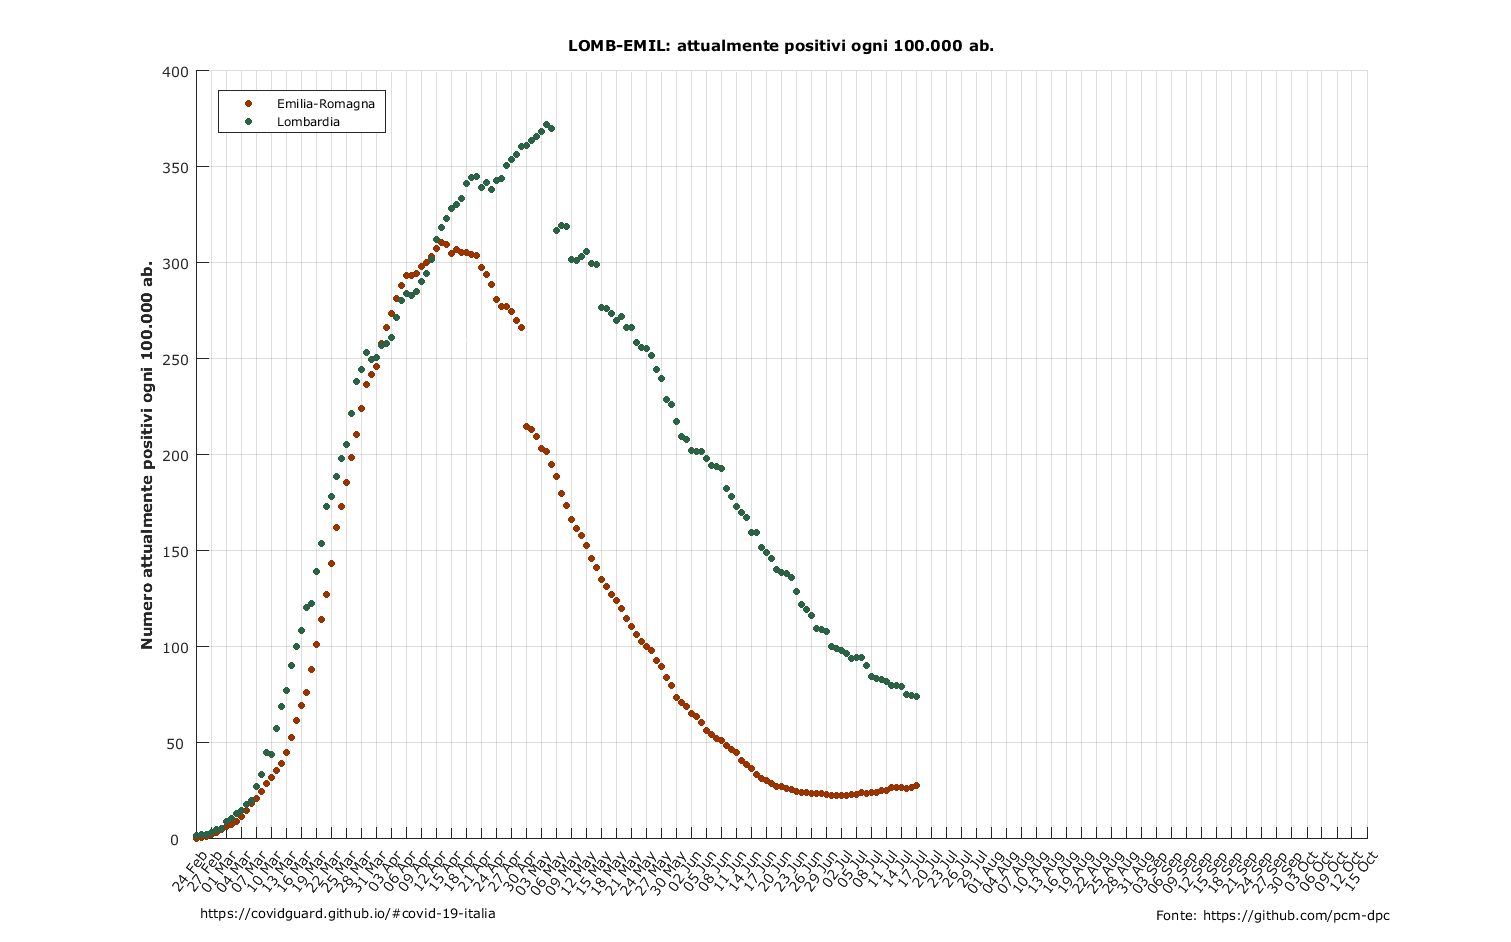 LOMB-EMIL: attualmente positivi ogni 100.000 ab.
Emilia-Romagna
Lombardia
Numero attualmente positivi ogni 100.000 ab.
400
350
300
250
200
150
100
50
0
24 Feb
27 Feb
01 Mar
04 Mar
07 Mar
10 Mar
13 Mar
16 Mar
19 Mar
22 Mar
25 Mar
28 Mar
31 Mar
03 Apr
06 Apr
09 Apr
12 Apr
15 Apr
18 Apr
21 Apr
24 Apr
27 Apr
30 Apr
03 May
06 May
09 May
12 May
15 May
18 May
21 May
24 May
27 May
30 May
02 Jun
05 Jun
08 Jun
11 Jun
14 Jun
17 Jun
20 Jun
23 Jun
26 Jun
29 Jun
02 Jul
05 Jul
08 Jul
11 Jul
14 Jul
17 Jul
20 Jul
23 Jul
26 Jul
29 Jul
01 Aug
04 Aug
07 Aug
10 Aug
13 Aug
16 Aug
19 Aug
22 Aug
25 Aug
28 Aug
31 Aug
03 Sep
06 Sep
09 Sep
12 Sep
15 Sep
18 Sep
21 Sep
24 Sep
27 Sep
30 Sep
03 Oct
06 Oct
09 Oct
12 Oct
15 Oct
https://covidguard.github.io/#covid-19-italia
Fonte: https://github.com/pcm-dpc